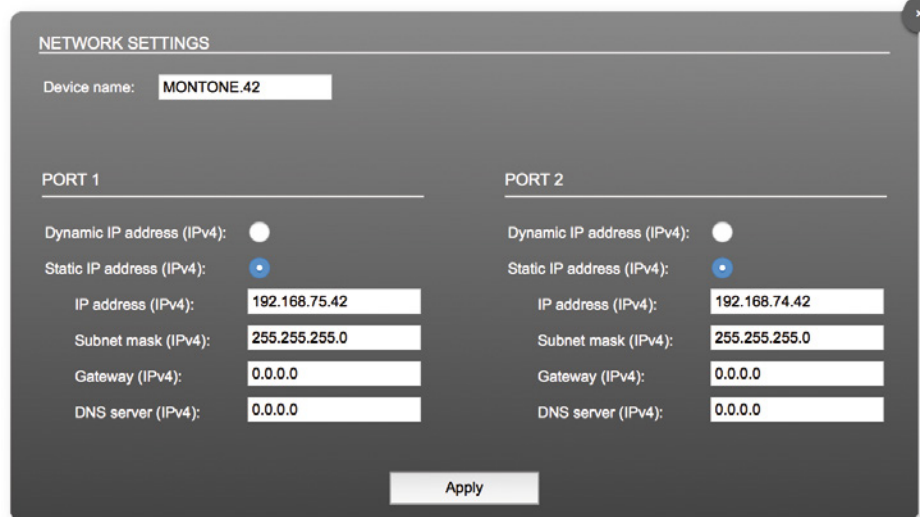 NETWORK SETTINGS
Device name: MONTONE.42
PORT 1
Dynamic IP address (IPv4):
Static IP address (IPv4):
IP address (IPv4): 192.168.75.42
Subnet mask (IPv4): 255.255.255.0
Gateway (IPv4): 0.0.0.0
DNS server (IPv4): 0.0.0.0
PORT 2
Dynamic IP address (IPv4):
Static IP address (IPv4):
IP address (IPv4): 192.168.74.42
Subnet mask (IPv4): 255.255.255.0
Gateway (IPv4): 0.0.0.0
DNS server (IPv4): 0.0.0.0
Apply